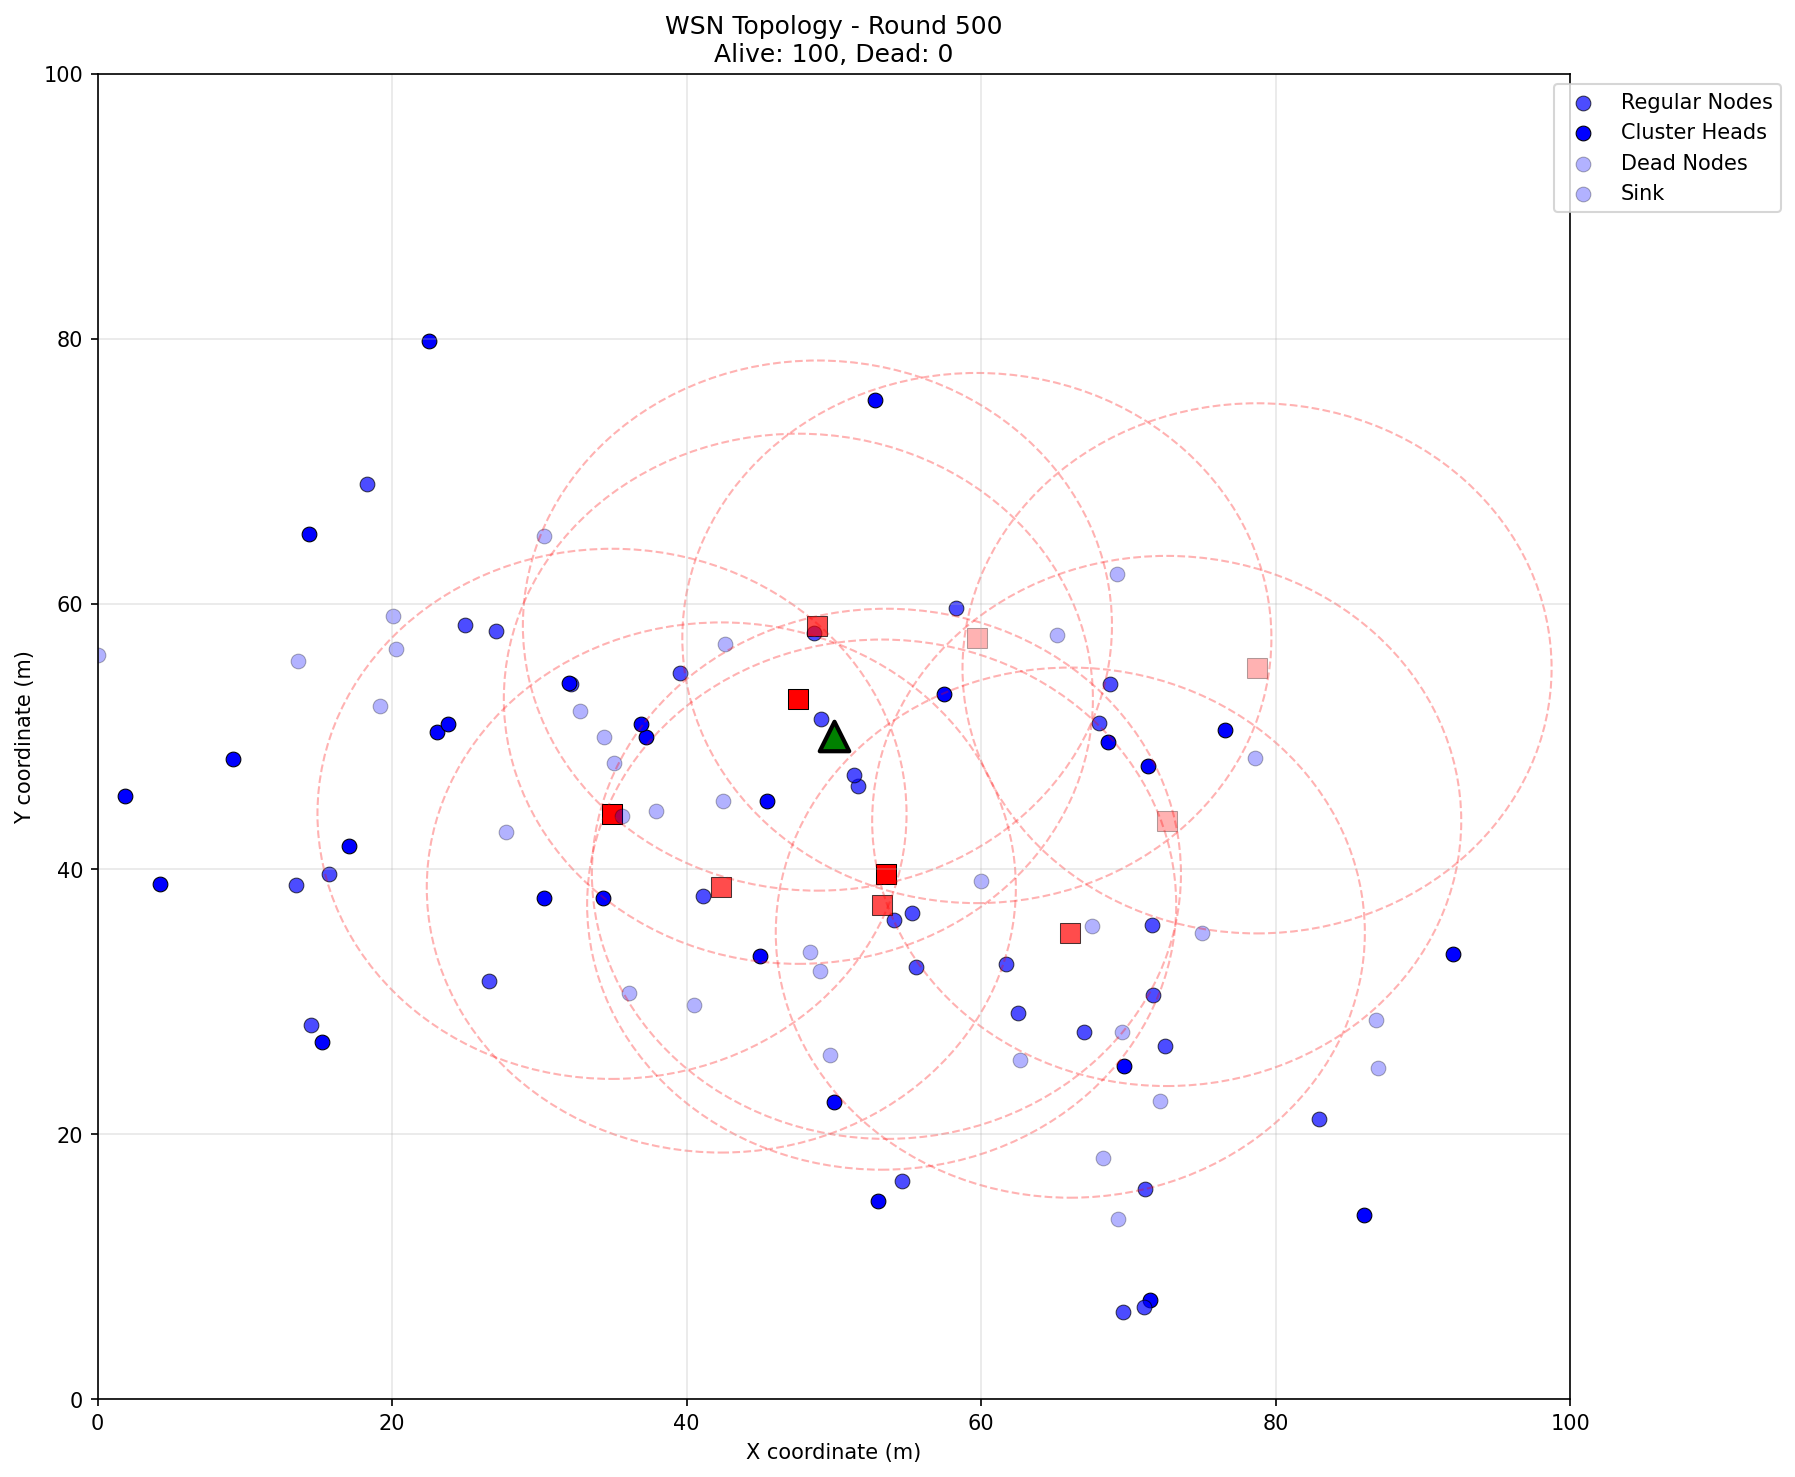 WSN Topology - Round 500
Alive: 100, Dead: 0
Regular Nodes
Cluster Heads
Dead Nodes
Sink
Y coordinate (m)
100
80
60
40
20
0
0 20 40 60 80 100
X coordinate (m)